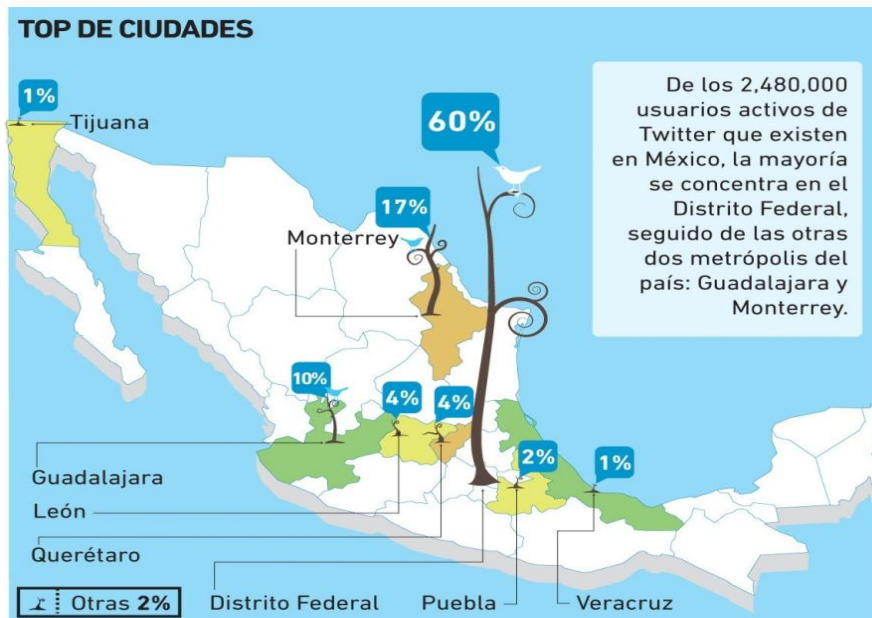 TOP DE CIUDADES
1%
Tijuana
60%
De los 2,480,000
usuarios activos de
Twitter que existen
en México, la mayoría
se concentra en el
Distrito Federal,
seguido de las otras
dos metrópolis del
país: Guadalajara y
Monterrey.
17%
Monterrey
10%
4%
4%
2%
1%
Guadalajara
León
Querétaro
Otras 2%
Distrito Federal
Puebla
Veracruz